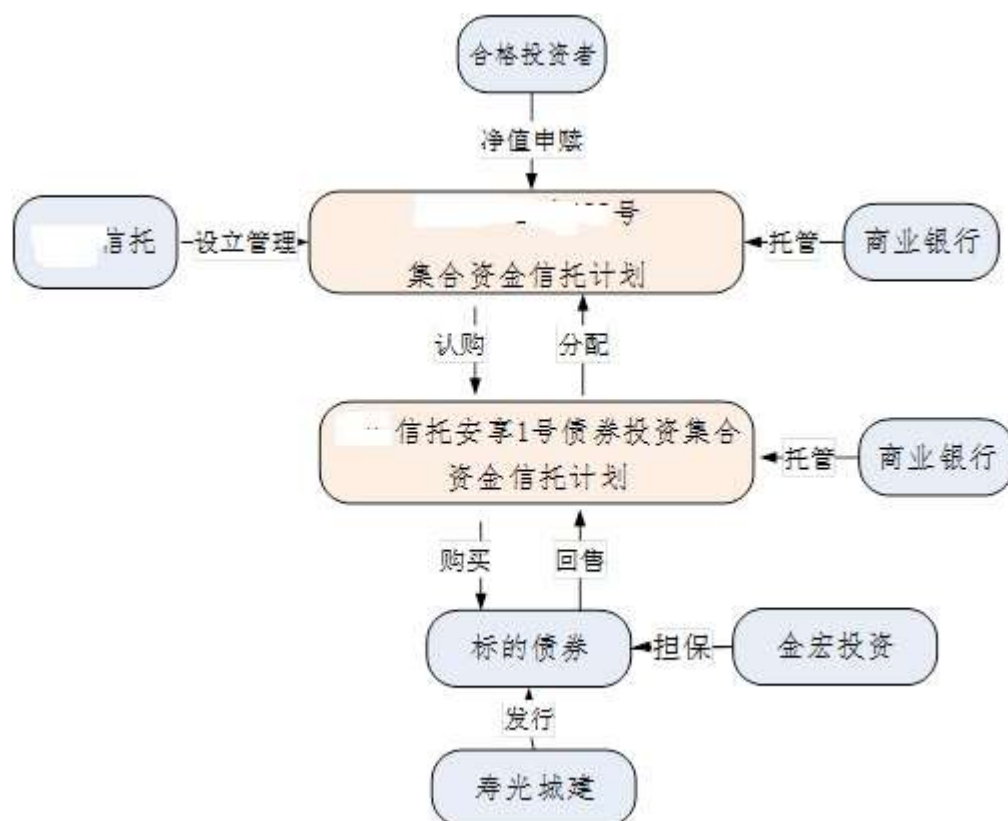 合格投资者
净值申赎
号
集合资金信托计划
信托
设立管理
托管
商业银行
认购
分配
信托安享1号债券投资集合
资金信托计划
托管
商业银行
购买
回售
标的债券
担保
金宏投资
发行
寿光城建